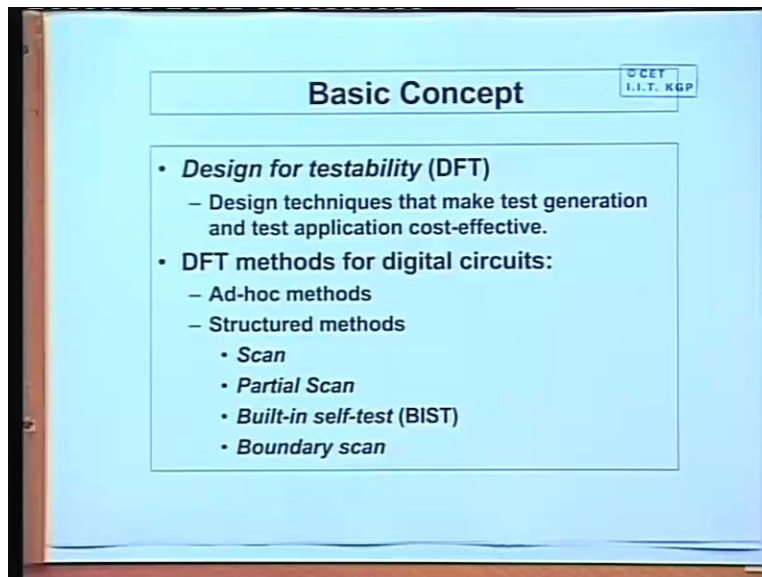 Basic Concept
© CET
I.I.T. KGP
• Design for testability (DFT)
– Design techniques that make test generation
and test application cost-effective.
• DFT methods for digital circuits:
– Ad-hoc methods
– Structured methods
• Scan
• Partial Scan
• Built-in self-test (BIST)
• Boundary scan